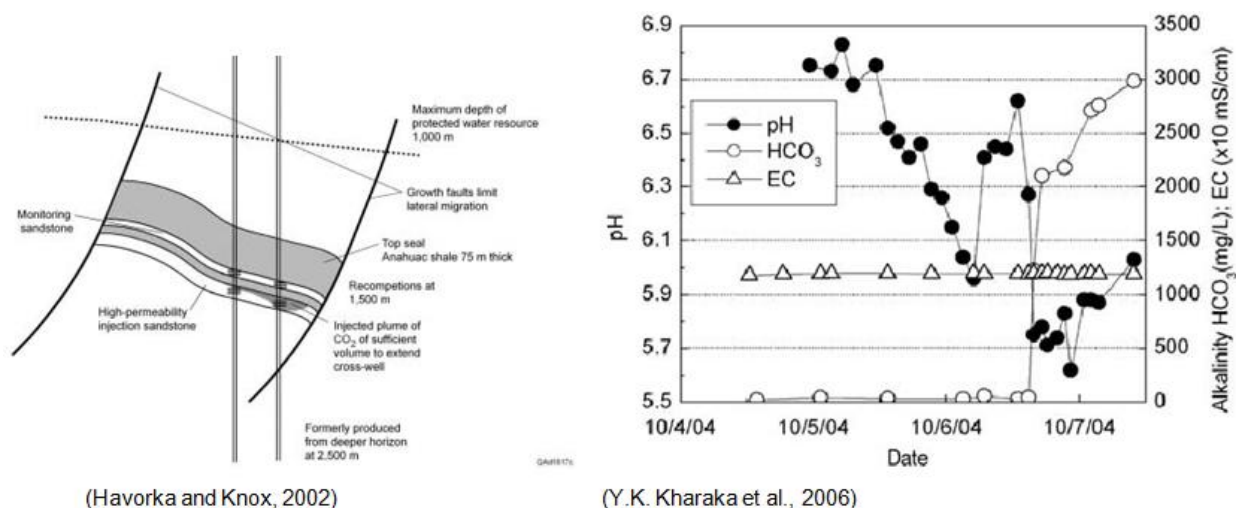 Maximum depth of
protected water resource
1,000 m
Growth faults limit
lateral migration
Monitoring
sandstone
Top seal
Anahuac shale 75 m thick
Recompetions at
1,500 m
High-permeability
injection sandstone
Injected plume of
CO2 of sufficient
volume to extend
cross-well
Formerly produced
from deeper horizon
at 2,500 m
(Havorka and Knox, 2002)
6.9
6.7
6.5
6.3
6.1
5.9
5.7
5.5
pH
pH
HCO3
EC
3500
3000
2500
2000
1500
1000
500
0
Alkalinity HCO3(mg/L); EC (x10 mS/cm)
10/4/04
10/5/04
10/6/04
10/7/04
Date
(Y.K. Kharaka et al., 2006)